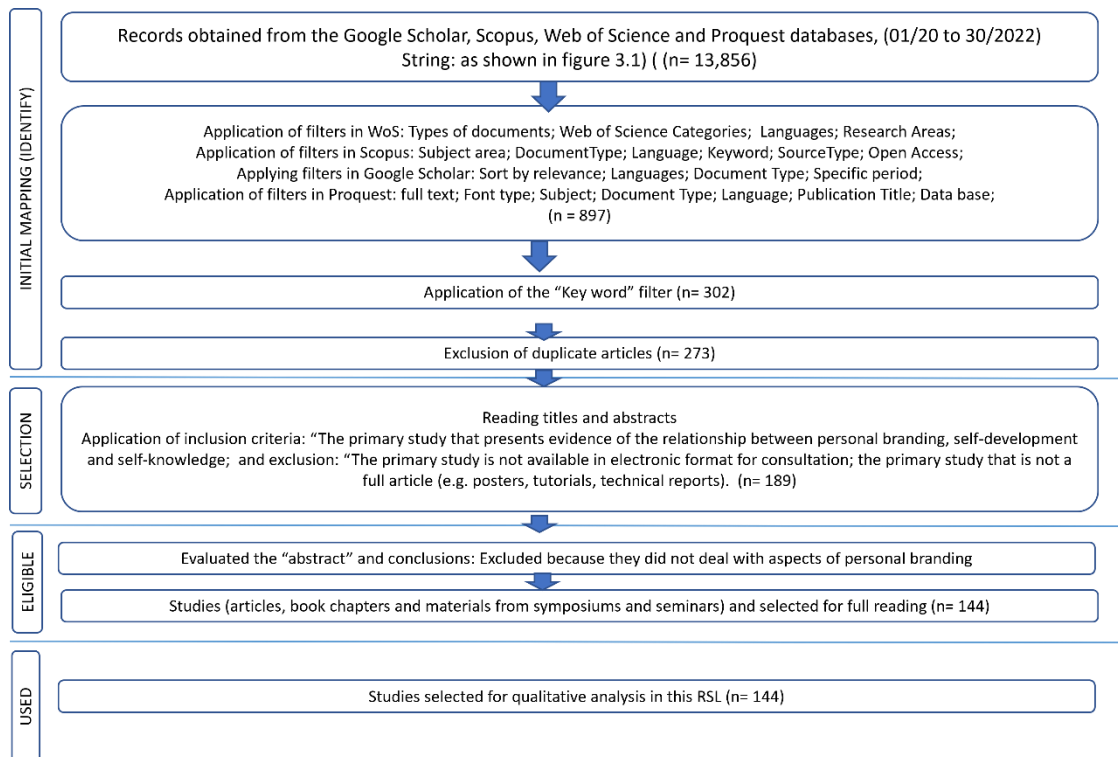 INITIAL MAPPING (IDENTIFY)
Records obtained from the Google Scholar, Scopus, Web of Science and Proquest databases, (01/20 to 30/2022)
String: as shown in figure 3.1) ( (n= 13,856)
Application of filters in WoS: Types of documents; Web of Science Categories; Languages; Research Areas;
Application of filters in Scopus: Subject area; DocumentType; Language; Keyword; SourceType; Open Access;
Applying filters in Google Scholar: Sort by relevance; Languages; Document Type; Specific period;
Application of filters in Proquest: full text; Font type; Subject; Document Type; Language; Publication Title; Data base;
(n = 897)
Application of the “Key word” filter (n= 302)
Exclusion of duplicate articles (n= 273)
SELECTION
Reading titles and abstracts
Application of inclusion criteria: “The primary study that presents evidence of the relationship between personal branding, self-development
and self-knowledge; and exclusion: “The primary study is not available in electronic format for consultation; the primary study that is not a
full article (e.g. posters, tutorials, technical reports). (n= 189)
ELIGIBLE
Evaluated the “abstract” and conclusions: Excluded because they did not deal with aspects of personal branding
Studies (articles, book chapters and materials from symposiums and seminars) and selected for full reading (n= 144)
USED
Studies selected for qualitative analysis in this RSL (n= 144)